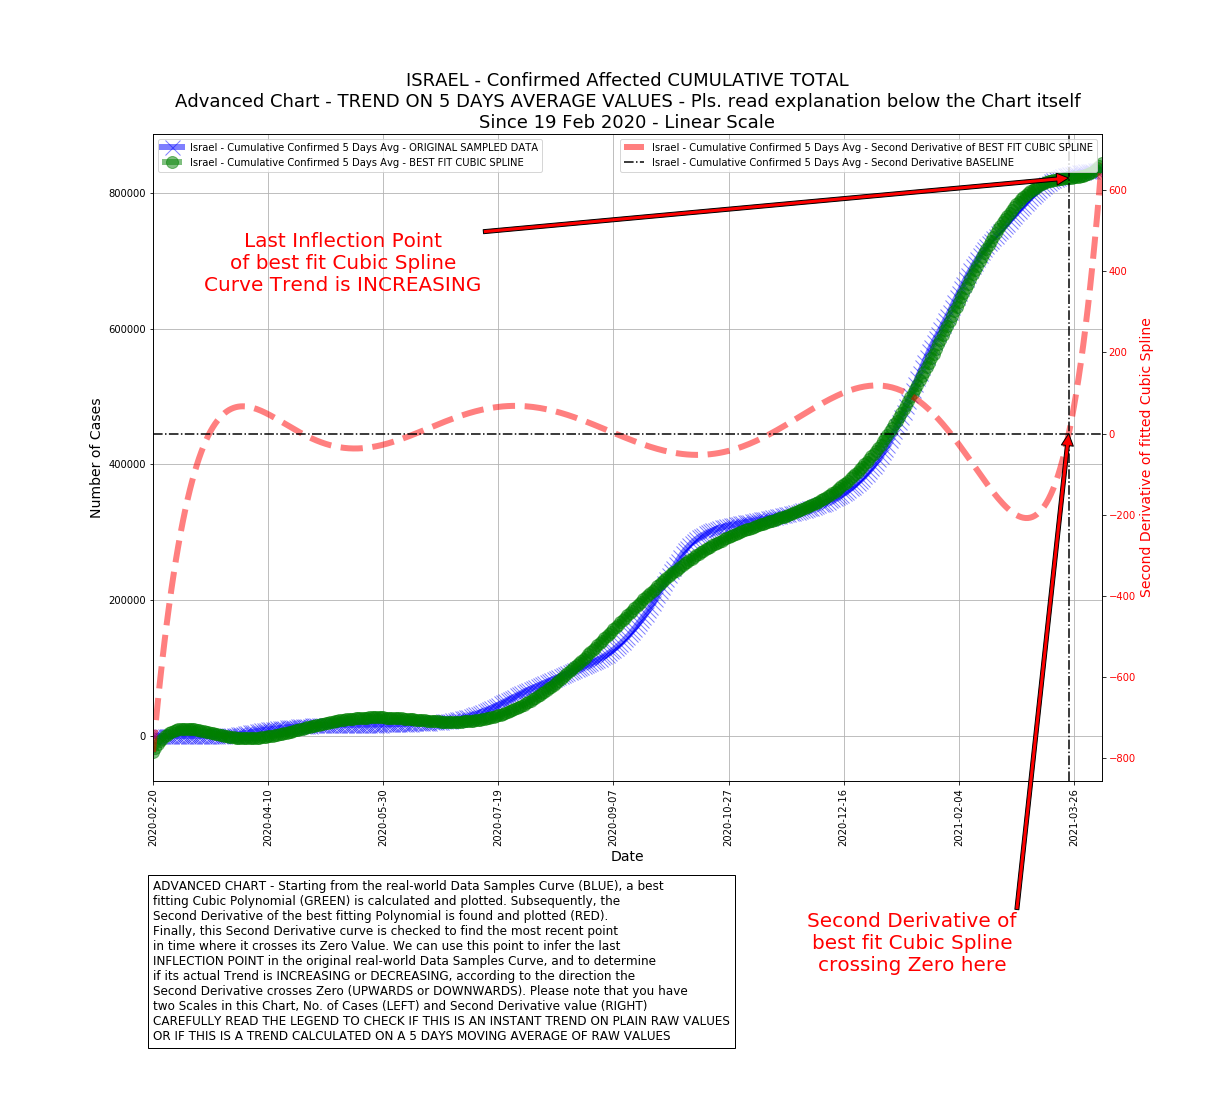 ISRAEL - Confirmed Affected CUMULATIVE TOTAL
Advanced Chart - TREND ON 5 DAYS AVERAGE VALUES - Pls. read explanation below the Chart itself
Since 19 Feb 2020 - Linear Scale
Israel - Cumulative Confirmed 5 Days Avg - ORIGINAL SAMPLED DATA
Israel - Cumulative Confirmed 5 Days Avg - BEST FIT CUBIC SPLINE
Israel - Cumulative Confirmed 5 Days Avg - Second Derivative of BEST FIT CUBIC SPLINE
Israel - Cumulative Confirmed 5 Days Avg - Second Derivative BASELINE
Last Inflection Point
of best fit Cubic Spline
Curve Trend is INCREASING
Number of Cases
800000
600000
400000
200000
0
600
400
200
0
−200
−400
−600
−800
Second Derivative of fitted Cubic Spline
2020-02-20
2020-04-10
2020-05-30
2020-07-19
2020-09-07
2020-10-27
2020-12-16
2021-02-04
2021-03-26
Date
ADVANCED CHART - Starting from the real-world Data Samples Curve (BLUE), a best
fitting Cubic Polynomial (GREEN) is calculated and plotted. Subsequently, the
Second Derivative of the best fitting Polynomial is found and plotted (RED).
Finally, this Second Derivative curve is checked to find the most recent point
in time where it crosses its Zero Value. We can use this point to infer the last
INFLECTION POINT in the original real-world Data Samples Curve, and to determine
if its actual Trend is INCREASING or DECREASING, according to the direction the
Second Derivative crosses Zero (UPWARDS or DOWNWARDS). Please note that you have
two Scales in this Chart, No. of Cases (LEFT) and Second Derivative value (RIGHT)
CAREFULLY READ THE LEGEND TO CHECK IF THIS IS AN INSTANT TREND ON PLAIN RAW VALUES
OR IF THIS IS A TREND CALCULATED ON A 5 DAYS MOVING AVERAGE OF RAW VALUES
Second Derivative of
best fit Cubic Spline
crossing Zero here